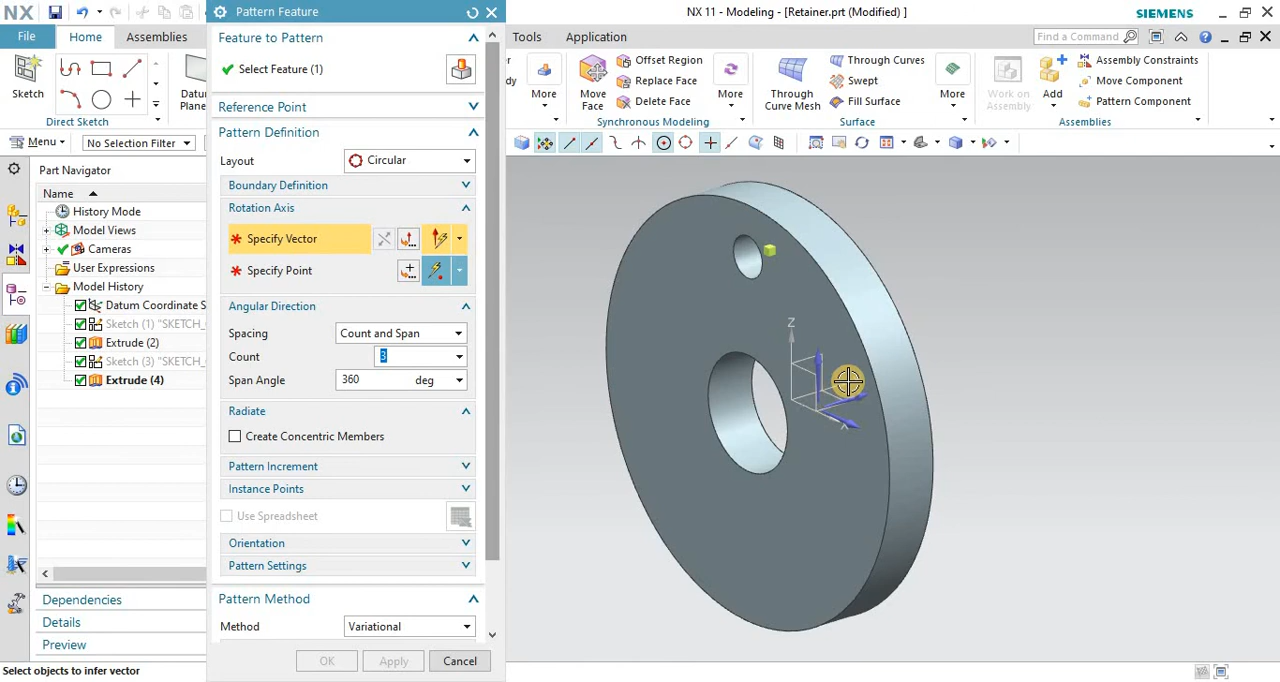 NX
Pattern Feature
NX 11 - Modeling - [Retainer.prt (Modified) ]
SIEMENS
File
Home
Assemblies
Tools
Application
Find a Command
Feature to Pattern
Select Feature (1)
Reference Point
Pattern Definition
Layout
Circular
Boundary Definition
Rotation Axis
* Specify Vector
* Specify Point
Angular Direction
Spacing
Count and Span
Count
3
Span Angle
360
deg
Radiate
Create Concentric Members
Pattern Increment
Instance Points
Use Spreadsheet
Orientation
Pattern Settings
Pattern Method
Method
Variational
OK
Apply
Cancel
Sketch
Datum
Plane
Direct Sketch
Menu
No Selection Filter
Part Navigator
Name
History Mode
Model Views
Cameras
User Expressions
Model History
Datum Coordinate S
Sketch (1) "SKETCH_
Extrude (2)
Sketch (3) "SKETCH_
Extrude (4)
Dependencies
Details
Preview
Select objects to infer vector
More
Move
Face
Offset Region
Replace Face
Delete Face
More
Synchronous Modeling
Through
Curve Mesh
Through Curves
Swept
Fill Surface
More
Surface
Work on
Assembly
Add
Assembly Constraints
Move Component
Pattern Component
Assemblies
Z